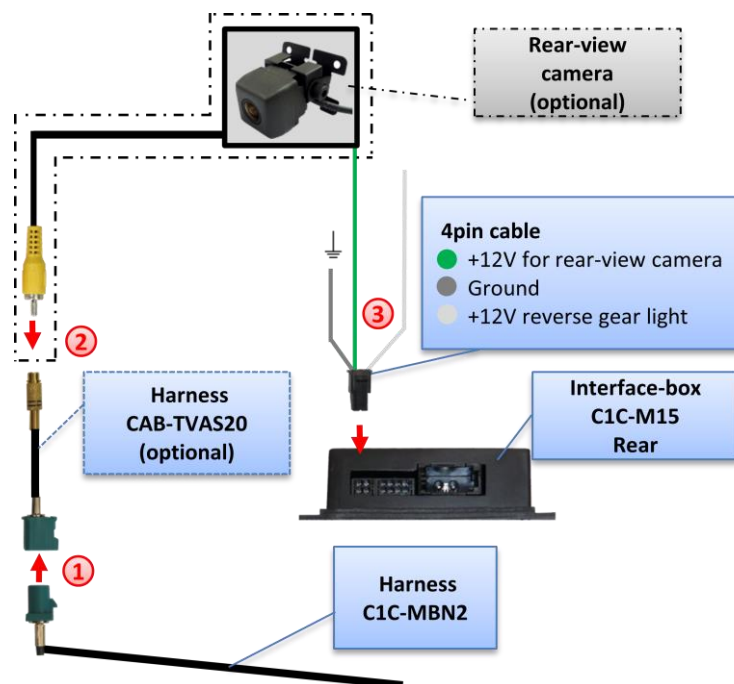 Rear-view
camera
(optional)
4pin cable
+12V for rear-view camera
Ground
+12V reverse gear light
3
2
Harness
CAB-TVAS20
(optional)
Interface-box
C1C-M15
Rear
1
Harness
C1C-MBN2